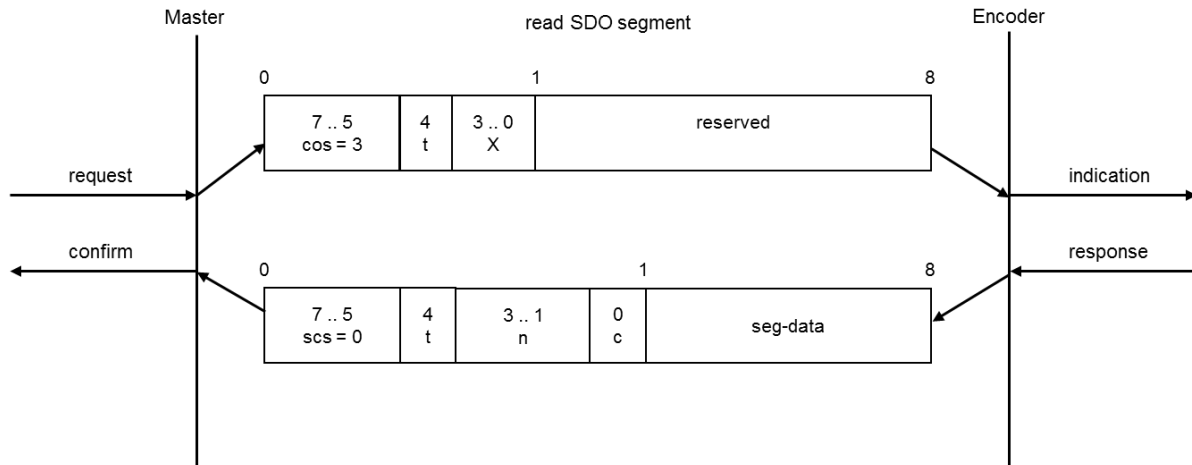 Master
read SDO segment
Encoder
0 1 8
7 .. 5 4 3 .. 0 reserved
cos = 3 t X
request indication
confirm response
0 1 8
7 .. 5 4 3 .. 1 0 seg-data
scs = 0 t n c